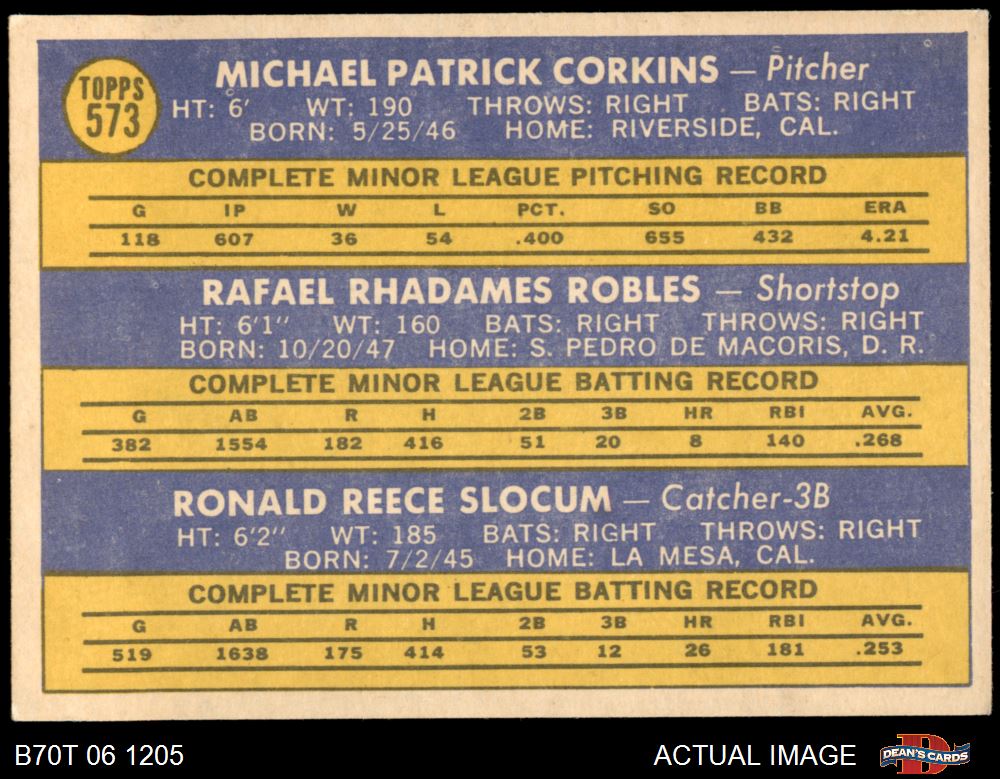 TOPPS
573
MICHAEL PATRICK CORKINS — Pitcher
HT: 6' WT: 190 THROWS: RIGHT BATS: RIGHT
BORN: 5/25/46 HOME: RIVERSIDE, CAL.
COMPLETE MINOR LEAGUE PITCHING RECORD
G IP W L PCT. SO BB ERA
118 607 36 54 .400 655 432 4.21
RAFAEL RHADAMES ROBLES — Shortstop
HT: 6'1" WT: 160 BATS: RIGHT THROWS: RIGHT
BORN: 10/20/47 HOME: S. PEDRO DE MACORIS, D. R.
COMPLETE MINOR LEAGUE BATTING RECORD
G AB R H 2B 3B HR RBI AVG.
382 1554 182 416 51 20 8 140 .268
RONALD REECE SLOCUM — Catcher-3B
HT: 6'2" WT: 185 BATS: RIGHT THROWS: RIGHT
BORN: 7/2/45 HOME: LA MESA, CAL.
COMPLETE MINOR LEAGUE BATTING RECORD
G AB R H 2B 3B HR RBI AVG.
519 1638 175 414 53 12 26 181 .253
B70T 06 1205 ACTUAL IMAGE D DEAN'S CARDS